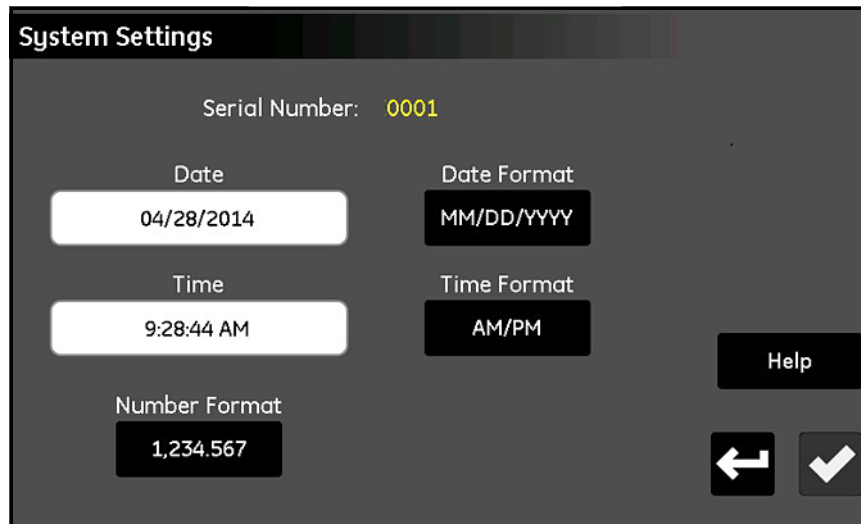 System Settings
Serial Number: 0001
Date
Date Format
04/28/2014
MM/DD/YYYY
Time
Time Format
9:28:44 AM
AM/PM
Help
Number Format
1,234.567